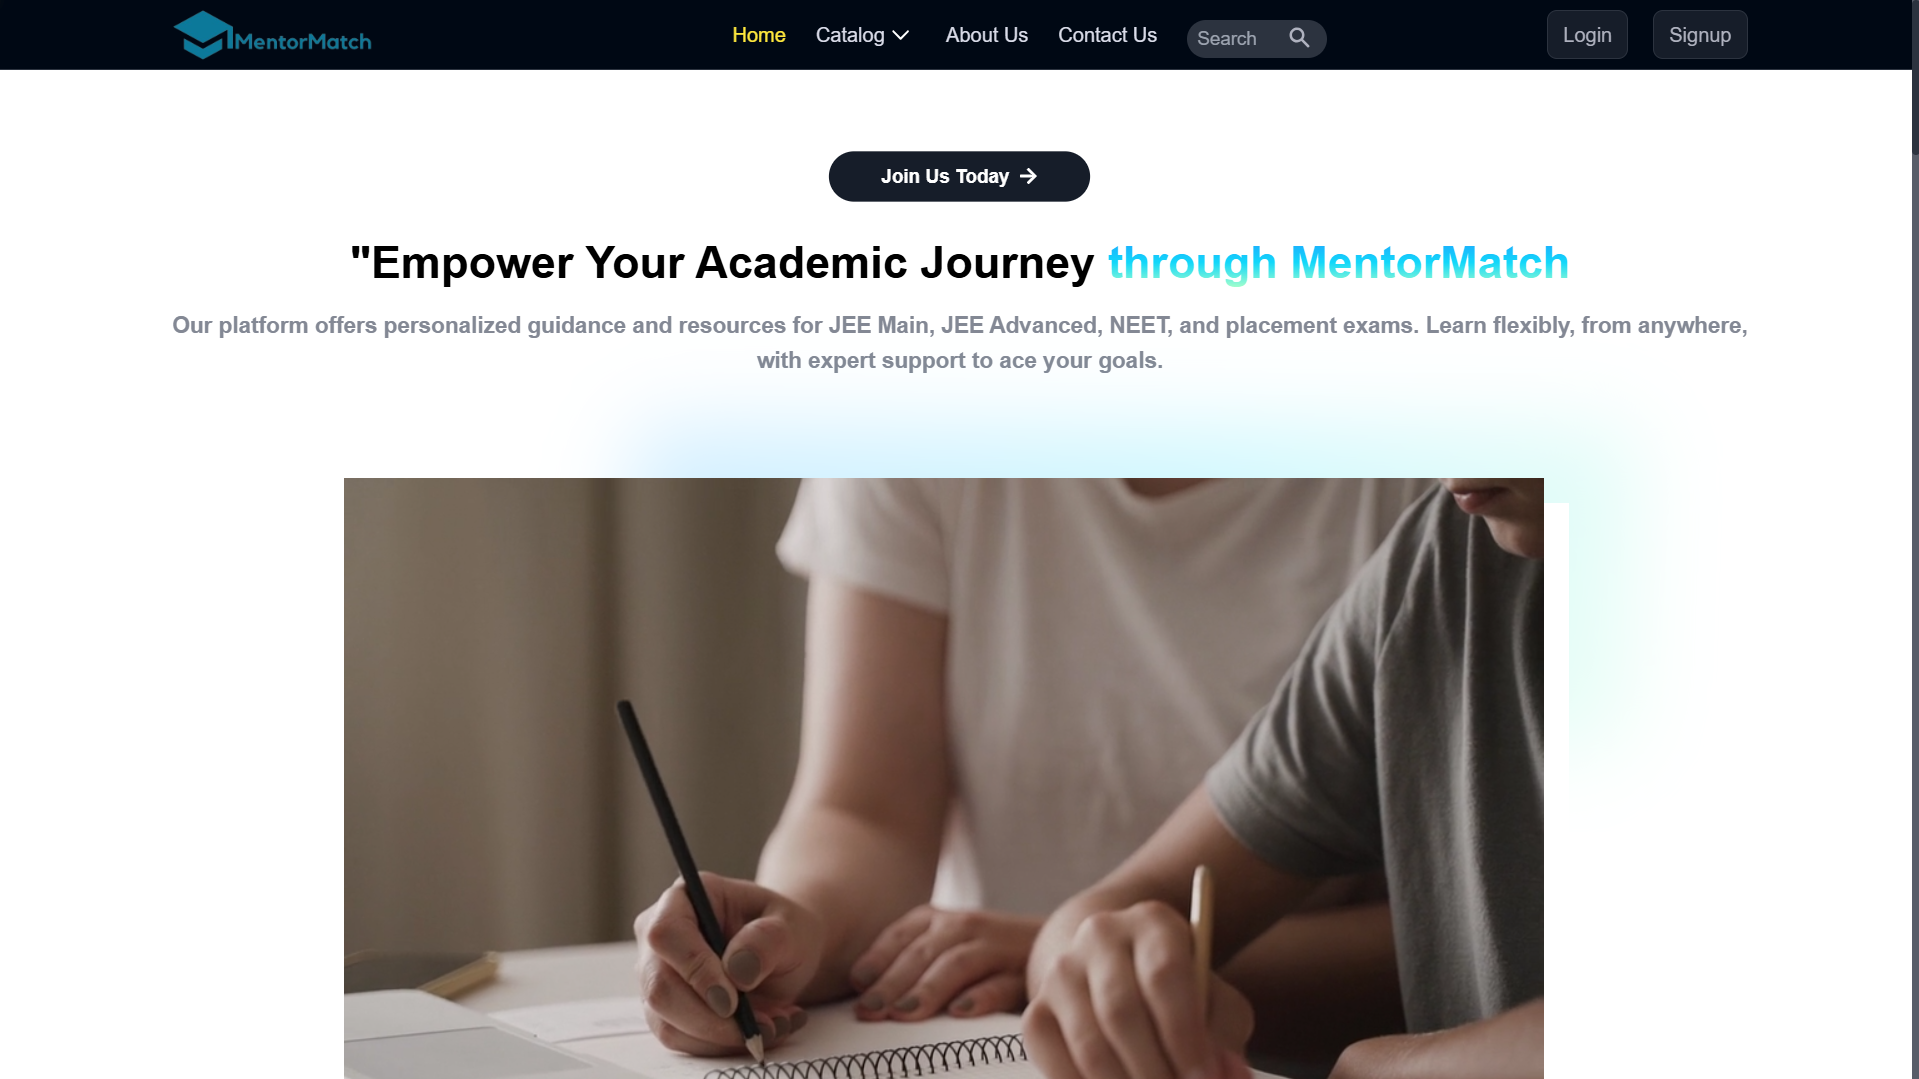 MentorMatch
Home Catalog About Us Contact Us Search Login Signup
Join Us Today
"Empower Your Academic Journey through MentorMatch
Our platform offers personalized guidance and resources for JEE Main, JEE Advanced, NEET, and placement exams. Learn flexibly, from anywhere,
with expert support to ace your goals.